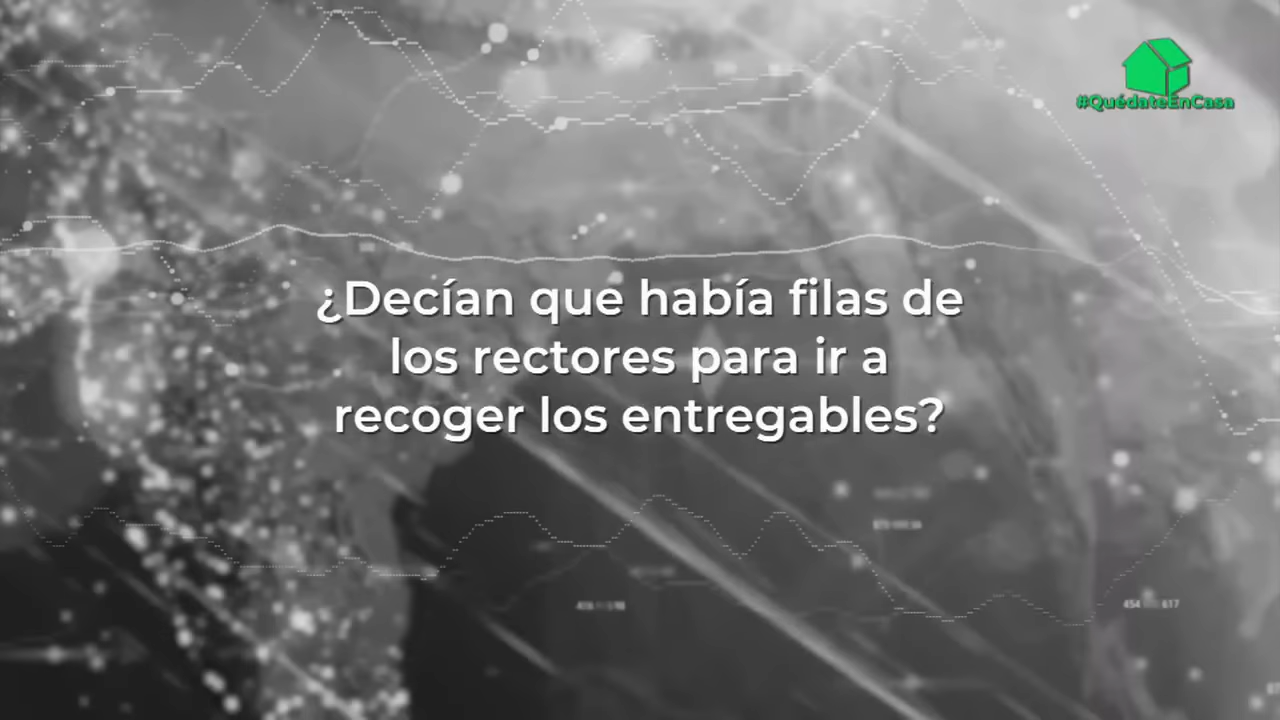 #QuédateEnCasa
¿Decían que había filas de
los rectores para ir a
recoger los entregables?